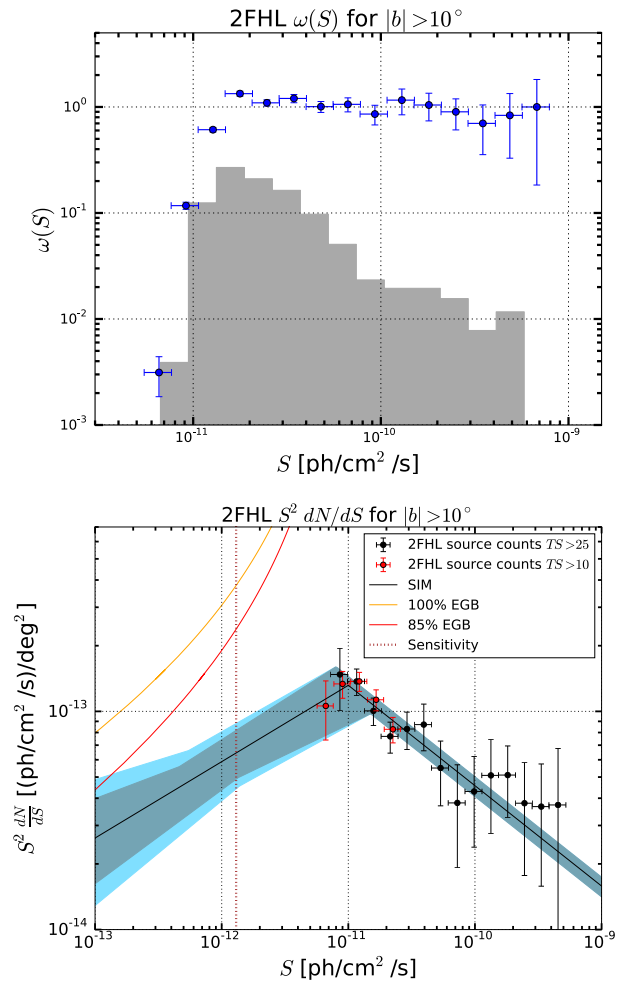 2FHL ω(S) for |b| >10°
10⁰
10⁻¹
10⁻²
10⁻³
ω(S)
10⁻¹¹ 10⁻¹⁰ 10⁻⁹
S [ph/cm² /s]
2FHL S² dN/dS for |b| >10°
2FHL source counts TS >25
2FHL source counts TS >10
SIM
100% EGB
85% EGB
Sensitivity
10⁻¹³
10⁻¹⁴
S² dN/dS [(ph/cm² /s)/deg² ]
10⁻¹³ 10⁻¹² 10⁻¹¹ 10⁻¹⁰ 10⁻⁹
S [ph/cm² /s]